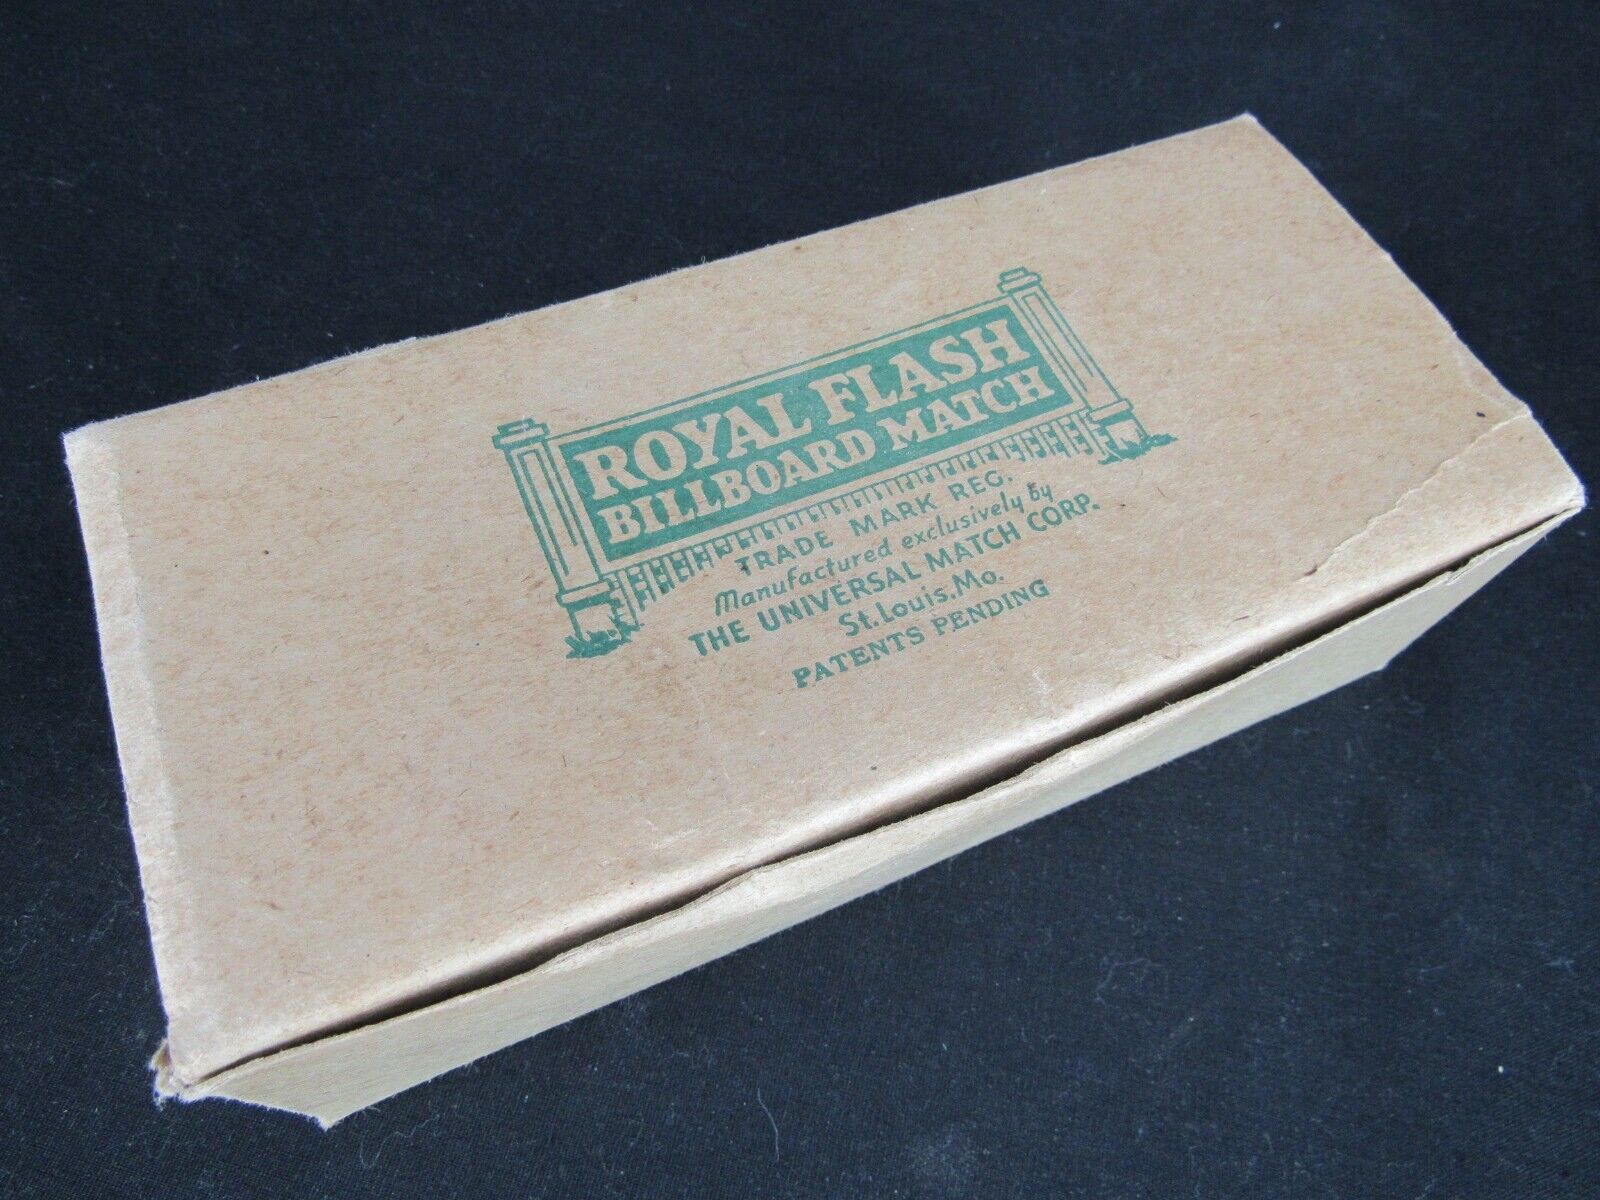 ROYAL FLASH
BILLBOARD MATCH
TRADE MARK REG.
Manufactured exclusively by
THE UNIVERSAL MATCH CORP.
St. Louis, Mo.
PATENTS PENDING